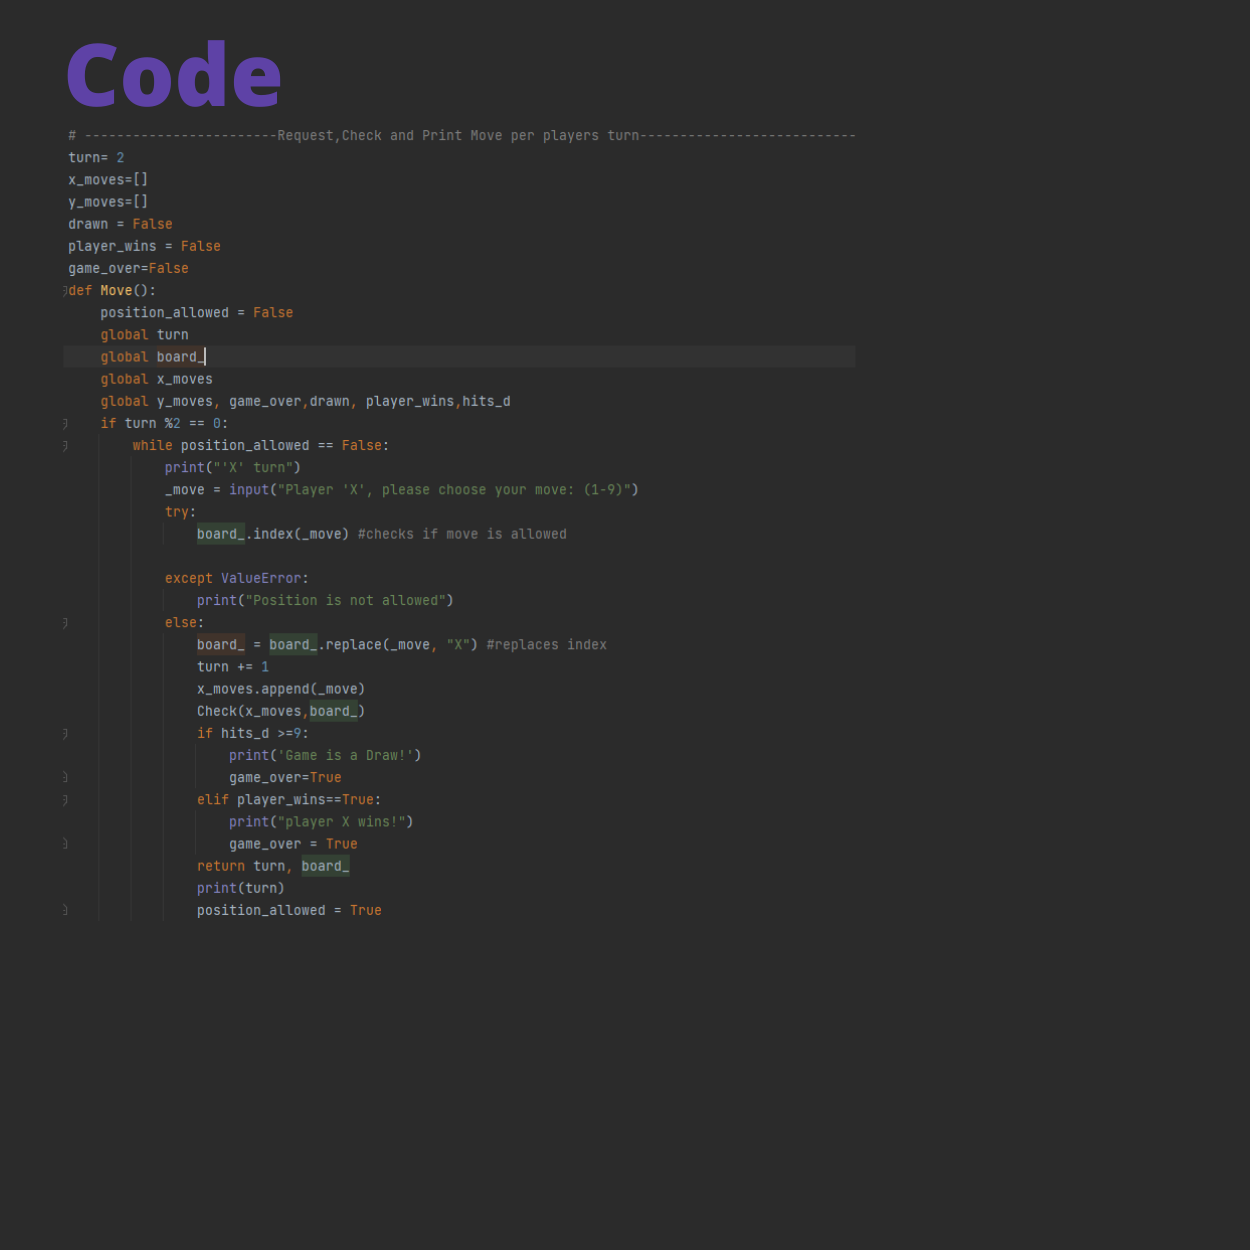 Code
# ------------------------Request,Check and Print Move per players turn---------------------------
turn= 2
x_moves=[]
y_moves=[]
drawn = False
player_wins = False
game_over=False
def Move():
    position_allowed = False
    global turn
    global board_
    global x_moves
    global y_moves, game_over,drawn, player_wins,hits_d
    if turn %2 == 0:
        while position_allowed == False:
            print("'X' turn")
            _move = input("Player 'X', please choose your move: (1-9)")
            try:
                board_.index(_move) #checks if move is allowed
            except ValueError:
                print("Position is not allowed")
            else:
                board_ = board_.replace(_move, "X") #replaces index
                turn += 1
                x_moves.append(_move)
                Check(x_moves,board_)
                if hits_d >=9:
                    print('Game is a Draw!')
                    game_over=True
                elif player_wins==True:
                    print("player X wins!")
                    game_over = True
                return turn, board_
                print(turn)
                position_allowed = True